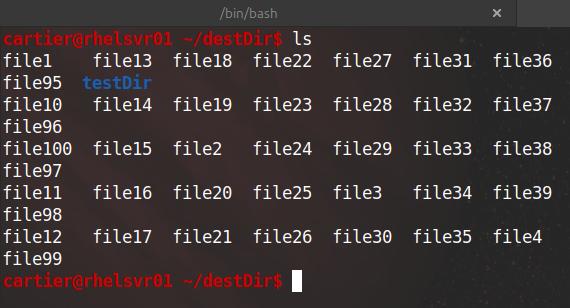 /bin/bash ×
cartier@rhelsvr01 ~/destDir$ ls
file1 file13 file18 file22 file27 file31 file36
file95 testDir
file10 file14 file19 file23 file28 file32 file37
file96
file100 file15 file2 file24 file29 file33 file38
file97
file11 file16 file20 file25 file3 file34 file39
file98
file12 file17 file21 file26 file30 file35 file4
file99
cartier@rhelsvr01 ~/destDir$